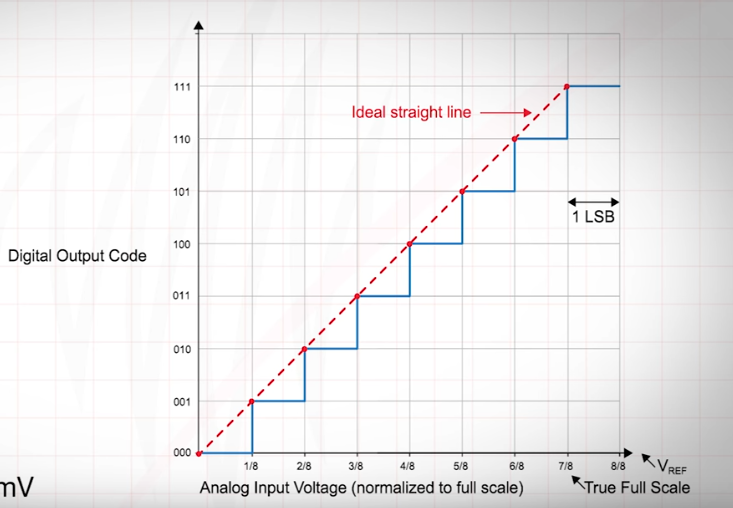 111
Ideal straight line
110
101
1 LSB
100
Digital Output Code
011
010
001
000
1/8 2/8 3/8 4/8 5/8 6/8 7/8 8/8
VREF
mV
Analog Input Voltage (normalized to full scale)
True Full Scale